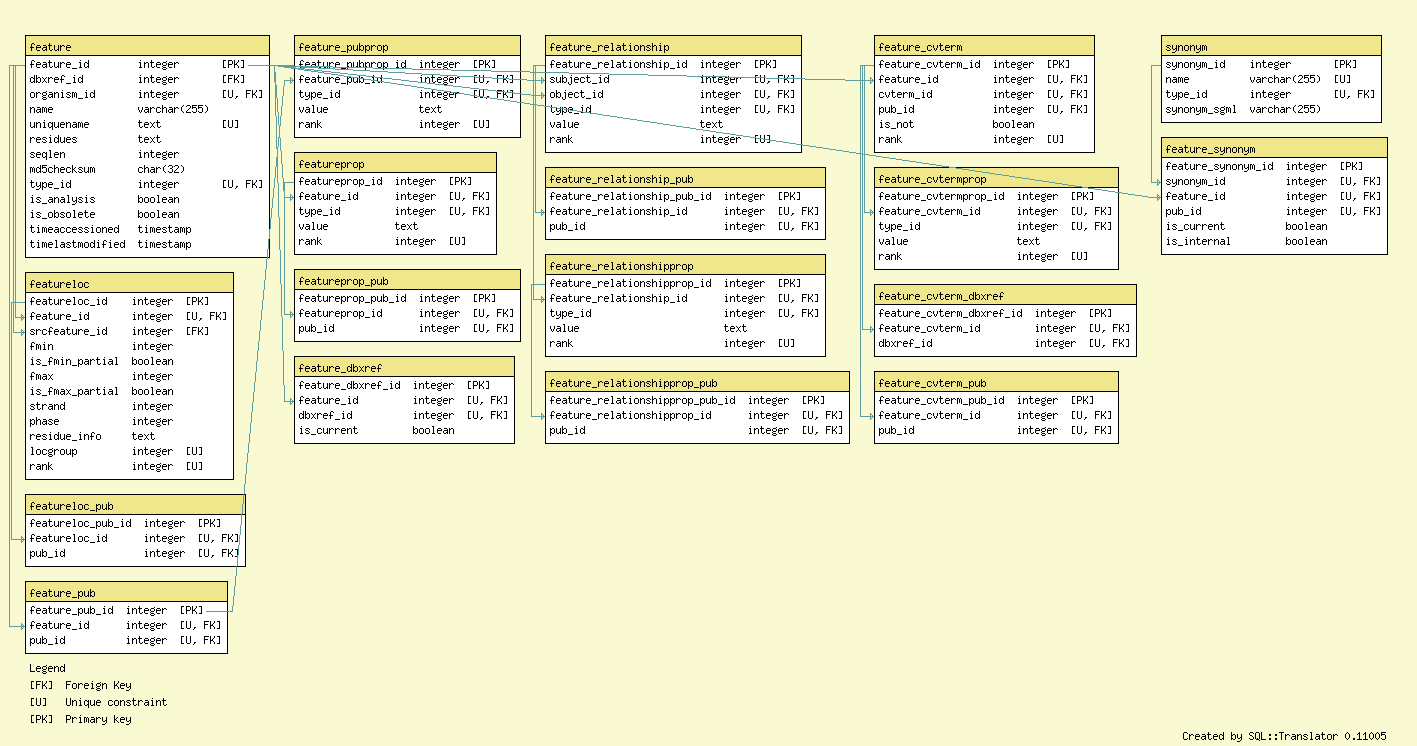 feature
feature_id integer [PK]
dbxref_id integer [FK]
organism_id integer [U, FK]
name varchar(255)
uniquename text [U]
residues text
seqlen integer
md5checksum char(32)
type_id integer [U, FK]
is_analysis boolean
is_obsolete boolean
timeaccessioned timestamp
timelastmodified timestamp
featureloc
featureloc_id integer [PK]
feature_id integer [U, FK]
srcfeature_id integer [FK]
fmin integer
is_fmin_partial boolean
fmax integer
is_fmax_partial boolean
strand integer
phase integer
residue_info text
locgroup integer [U]
rank integer [U]
featureloc_pub
featureloc_pub_id integer [PK]
featureloc_id integer [U, FK]
pub_id integer [U, FK]
feature_pub
feature_pub_id integer [PK]
feature_id integer [U, FK]
pub_id integer [U, FK]
feature_pubprop
feature_pubprop_id integer [PK]
feature_pub_id integer [U, FK]
type_id integer [U, FK]
value text
rank integer [U]
featureprop
featureprop_id integer [PK]
feature_id integer [U, FK]
type_id integer [U, FK]
value text
rank integer [U]
featureprop_pub
featureprop_pub_id integer [PK]
featureprop_id integer [U, FK]
pub_id integer [U, FK]
feature_dbxref
feature_dbxref_id integer [PK]
feature_id integer [U, FK]
dbxref_id integer [U, FK]
is_current boolean
feature_relationship
feature_relationship_id integer [PK]
subject_id integer [U, FK]
object_id integer [U, FK]
type_id integer [U, FK]
value text
rank integer [U]
feature_relationship_pub
feature_relationship_pub_id integer [PK]
feature_relationship_id integer [U, FK]
pub_id integer [U, FK]
feature_relationshipprop
feature_relationshipprop_id integer [PK]
feature_relationship_id integer [U, FK]
type_id integer [U, FK]
value text
rank integer [U]
feature_relationshipprop_pub
feature_relationshipprop_pub_id integer [PK]
feature_relationshipprop_id integer [U, FK]
pub_id integer [U, FK]
feature_cvterm
feature_cvterm_id integer [PK]
feature_id integer [U, FK]
cvterm_id integer [U, FK]
pub_id integer [U, FK]
is_not boolean
rank integer [U]
feature_cvtermprop
feature_cvtermprop_id integer [PK]
feature_cvterm_id integer [U, FK]
type_id integer [U, FK]
value text
rank integer [U]
feature_cvterm_dbxref
feature_cvterm_dbxref_id integer [PK]
feature_cvterm_id integer [U, FK]
dbxref_id integer [U, FK]
feature_cvterm_pub
feature_cvterm_pub_id integer [PK]
feature_cvterm_id integer [U, FK]
pub_id integer [U, FK]
synonym
synonym_id integer [PK]
name varchar(255) [U]
type_id integer [U, FK]
synonym_sgml varchar(255)
feature_synonym
feature_synonym_id integer [PK]
synonym_id integer [U, FK]
feature_id integer [U, FK]
pub_id integer [U, FK]
is_current boolean
is_internal boolean
Legend
[FK] Foreign Key
[U] Unique constraint
[PK] Primary key
Created by SQL::Translator 0.11005